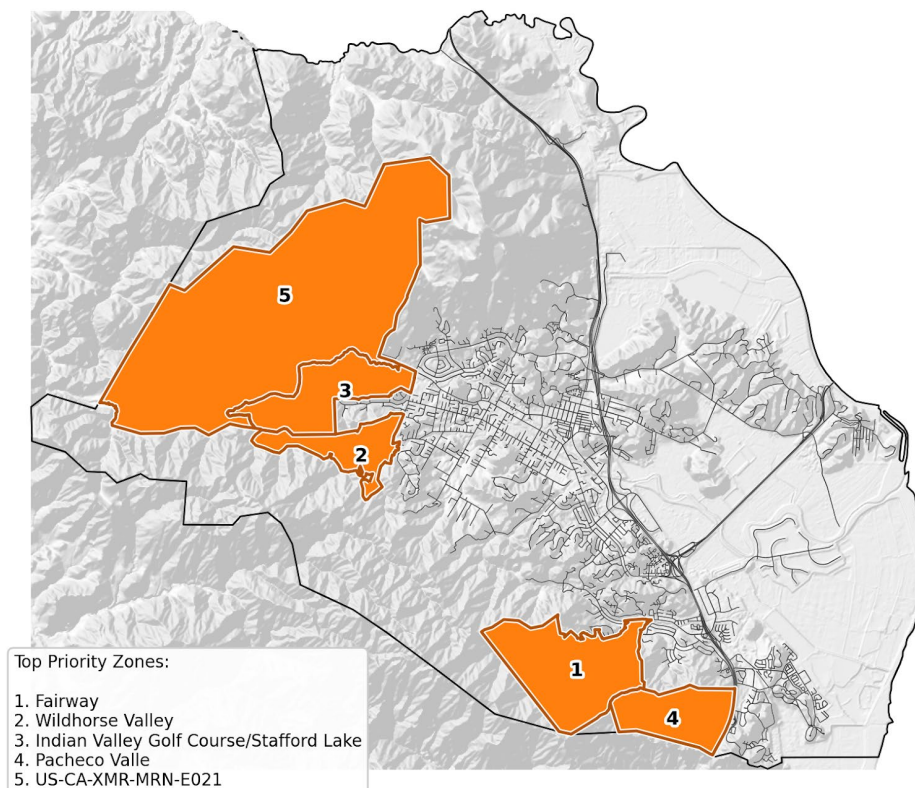 5
3
2
1
4
Top Priority Zones:
1. Fairway
2. Wildhorse Valley
3. Indian Valley Golf Course/Stafford Lake
4. Pacheco Valle
5. US-CA-XMR-MRN-E021